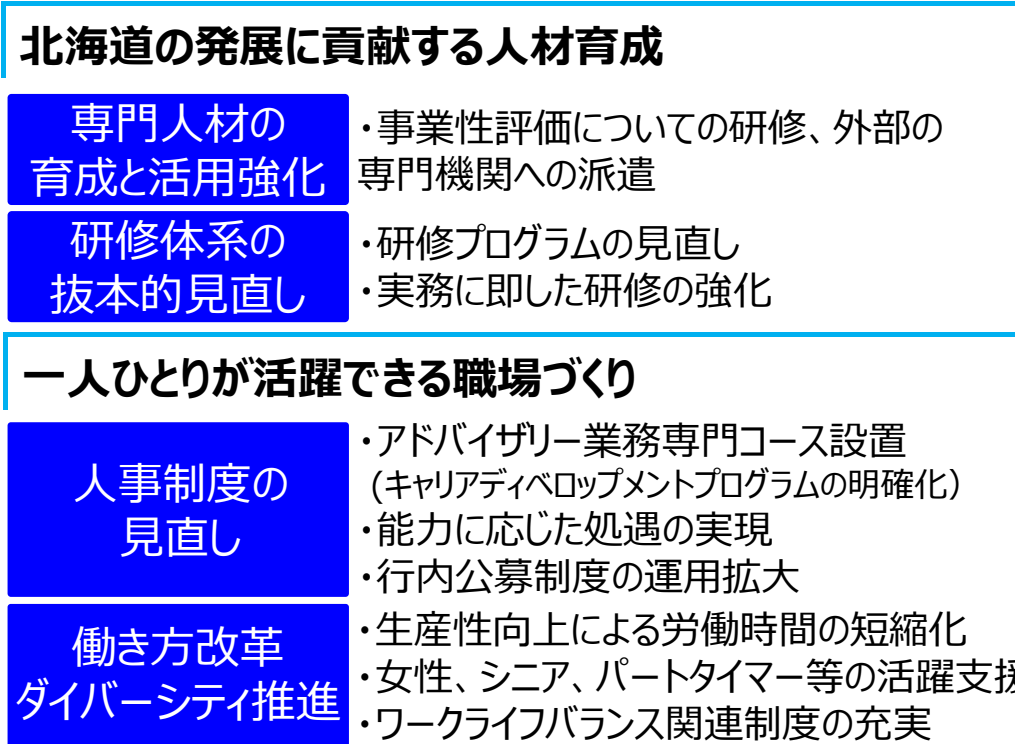 北海道の発展に貢献する人材育成
専門人材の
育成と活用強化
・事業性評価についての研修、外部の
専門機関への派遣
研修体系の
抜本的見直し
・研修プログラムの見直し
・実務に即した研修の強化
一人ひとりが活躍できる職場づくり
人事制度の
見直し
・アドバイザリー業務専門コース設置
(キャリアディベロップメントプログラムの明確化)
・能力に応じた処遇の実現
・行内公募制度の運用拡大
働き方改革
ダイバーシティ推進
・生産性向上による労働時間の短縮化
・女性、シニア、パートタイマー等の活躍支援
・ワークライフバランス関連制度の充実